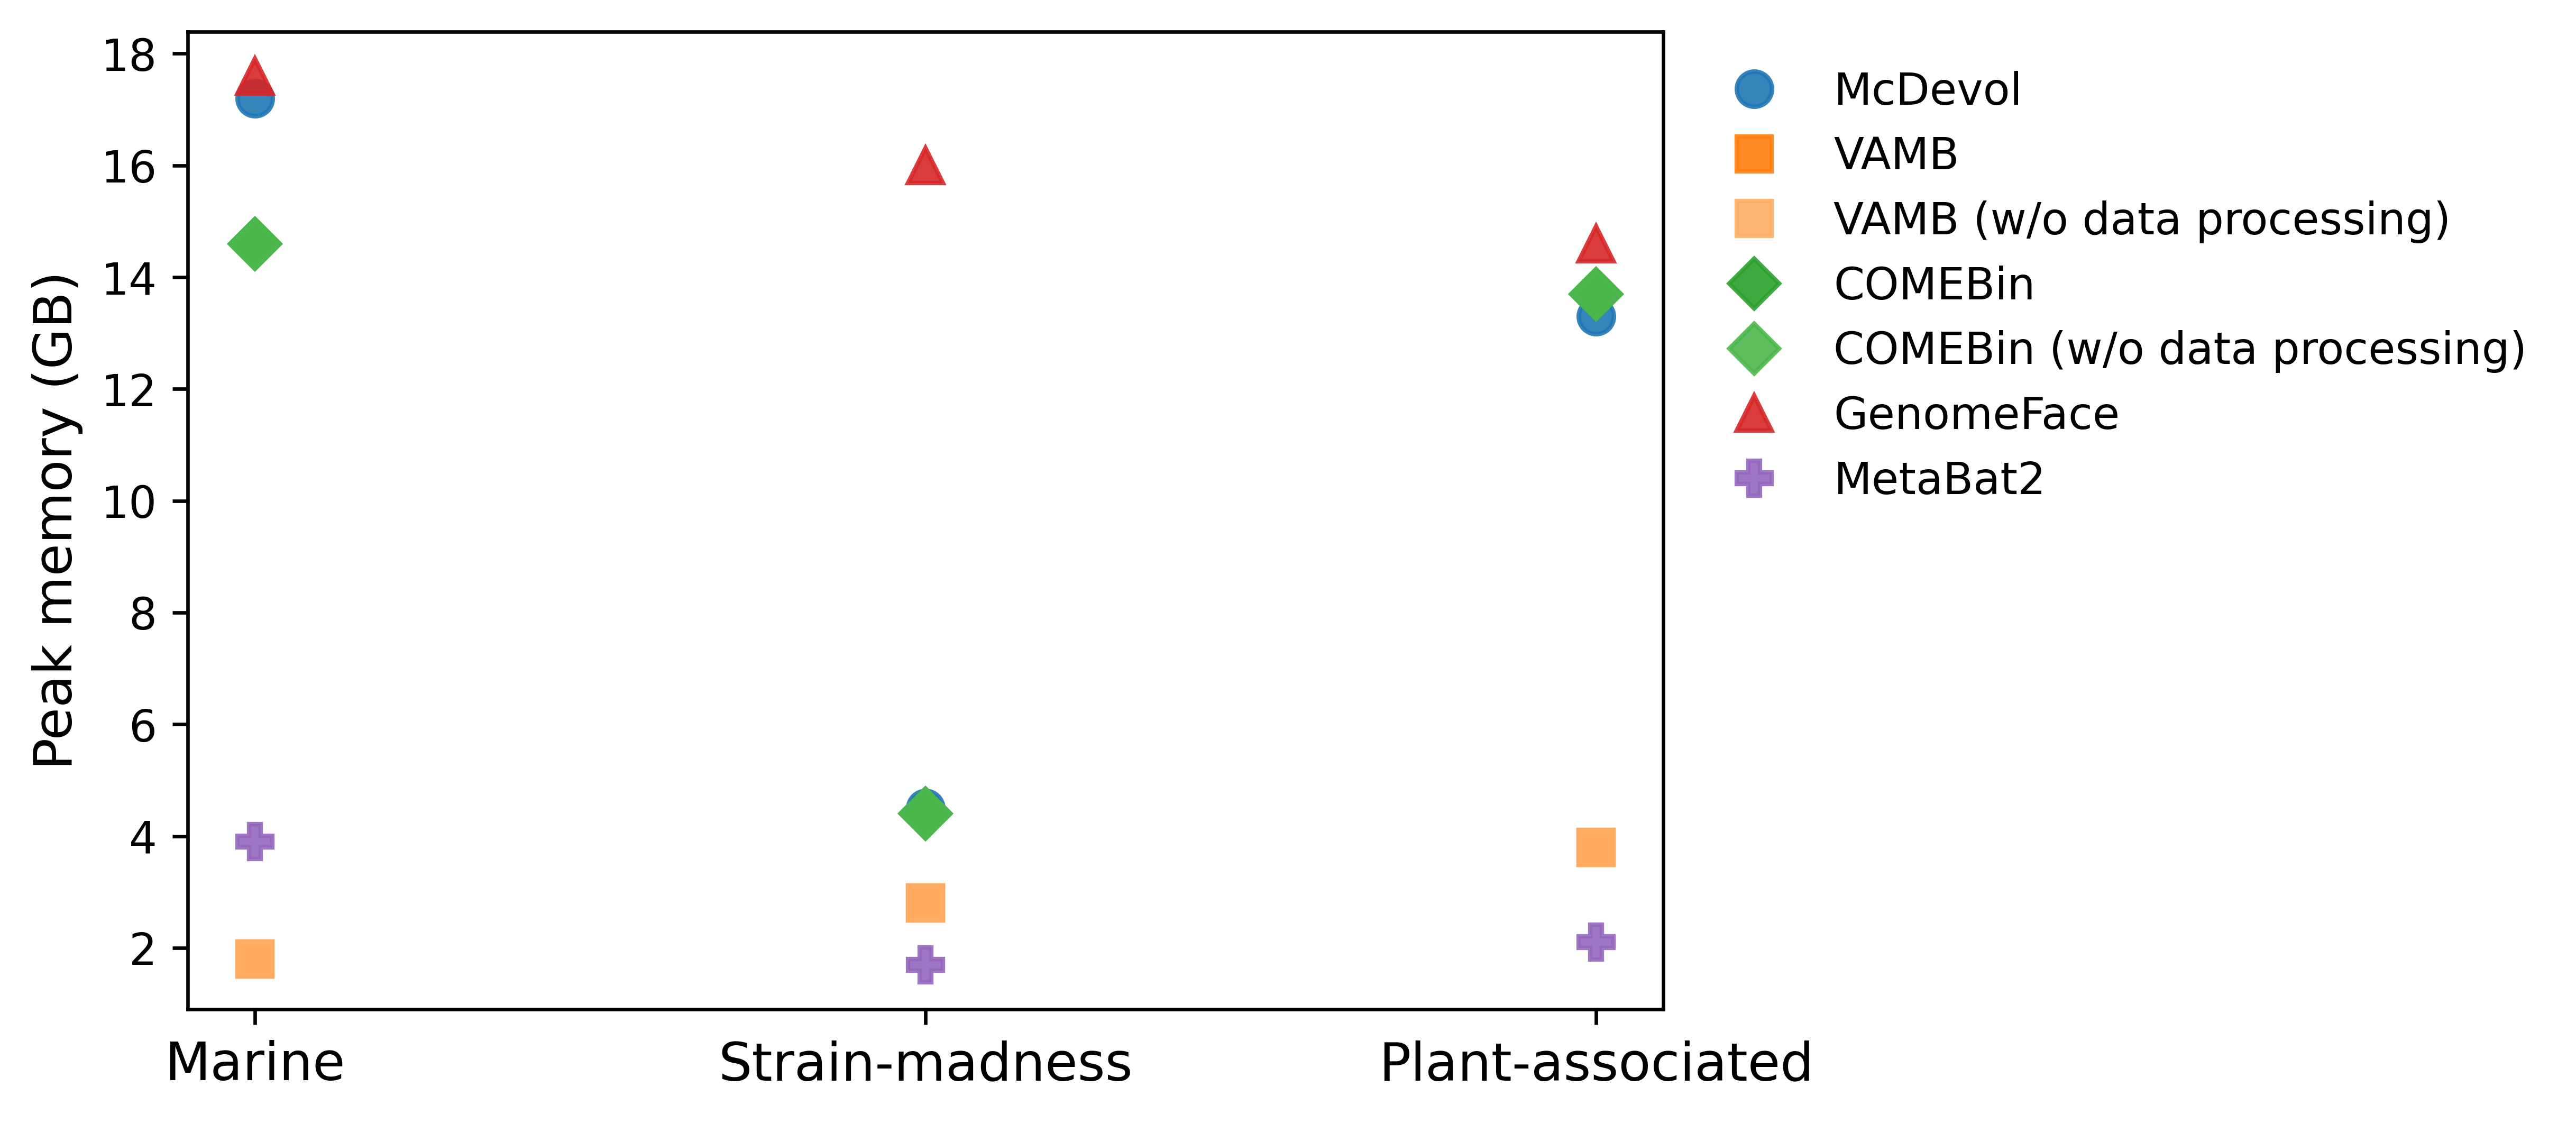 Peak memory (GB)
18
16
14
12
10
8
6
4
2
Marine
Strain-madness
Plant-associated
McDevol
VAMB
VAMB (w/o data processing)
COMEBin
COMEBin (w/o data processing)
GenomeFace
MetaBat2